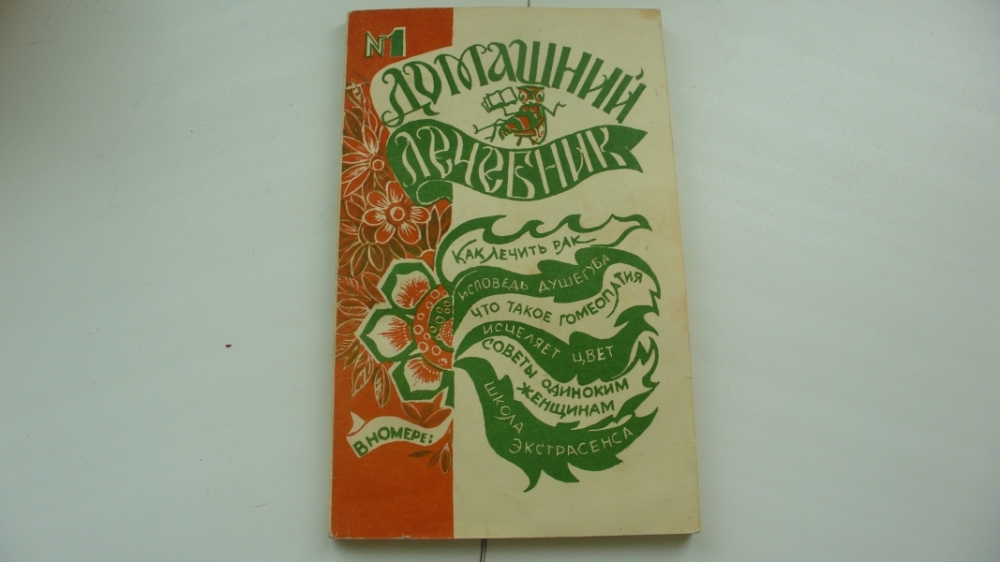 №1
ДОМАШНИЙ
ЛЕЧЕБНИК
КАК ЛЕЧИТЬ РАК
ИСПОВЕДЬ ДУШЕГУБА
ЧТО ТАКОЕ ГОМЕОПАТИЯ
ИСЦЕЛЯЕТ ЦВЕТ
СОВЕТЫ ОДИНОКИМ
ЖЕНЩИНАМ
ШКОЛА
ЭКСТРАСЕНСА
В НОМЕРЕ: